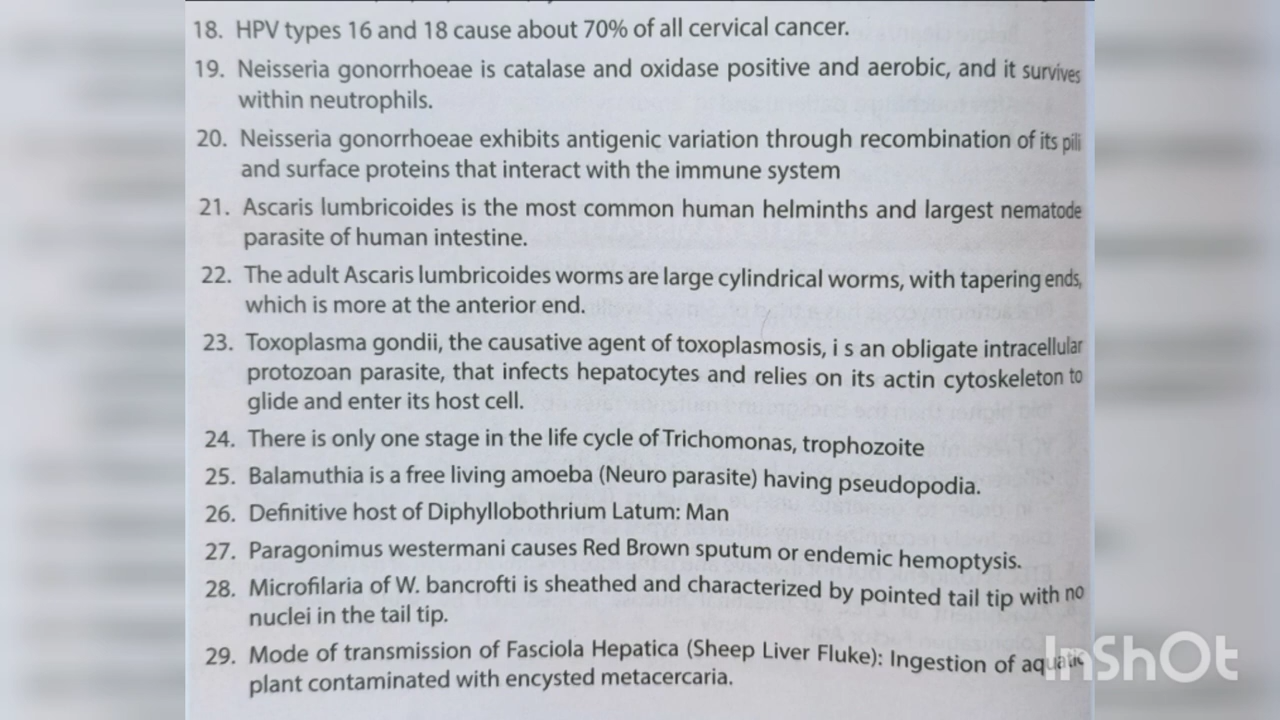 18. HPV types 16 and 18 cause about 70% of all cervical cancer.
19. Neisseria gonorrhoeae is catalase and oxidase positive and aerobic, and it survives
within neutrophils.
20. Neisseria gonorrhoeae exhibits antigenic variation through recombination of its pili
and surface proteins that interact with the immune system
21. Ascaris lumbricoides is the most common human helminths and largest nematode
parasite of human intestine.
22. The adult Ascaris lumbricoides worms are large cylindrical worms, with tapering ends,
which is more at the anterior end.
23. Toxoplasma gondii, the causative agent of toxoplasmosis, i s an obligate intracellular
protozoan parasite, that infects hepatocytes and relies on its actin cytoskeleton to
glide and enter its host cell.
24. There is only one stage in the life cycle of Trichomonas, trophozoite
25. Balamuthia is a free living amoeba (Neuro parasite) having pseudopodia.
26. Definitive host of Diphyllobothrium Latum: Man
27. Paragonimus westermani causes Red Brown sputum or endemic hemoptysis.
28. Microfilaria of W. bancrofti is sheathed and characterized by pointed tail tip with no
nuclei in the tail tip.
29. Mode of transmission of Fasciola Hepatica (Sheep Liver Fluke): Ingestion of aquatic
plant contaminated with encysted metacercaria.
InShOt